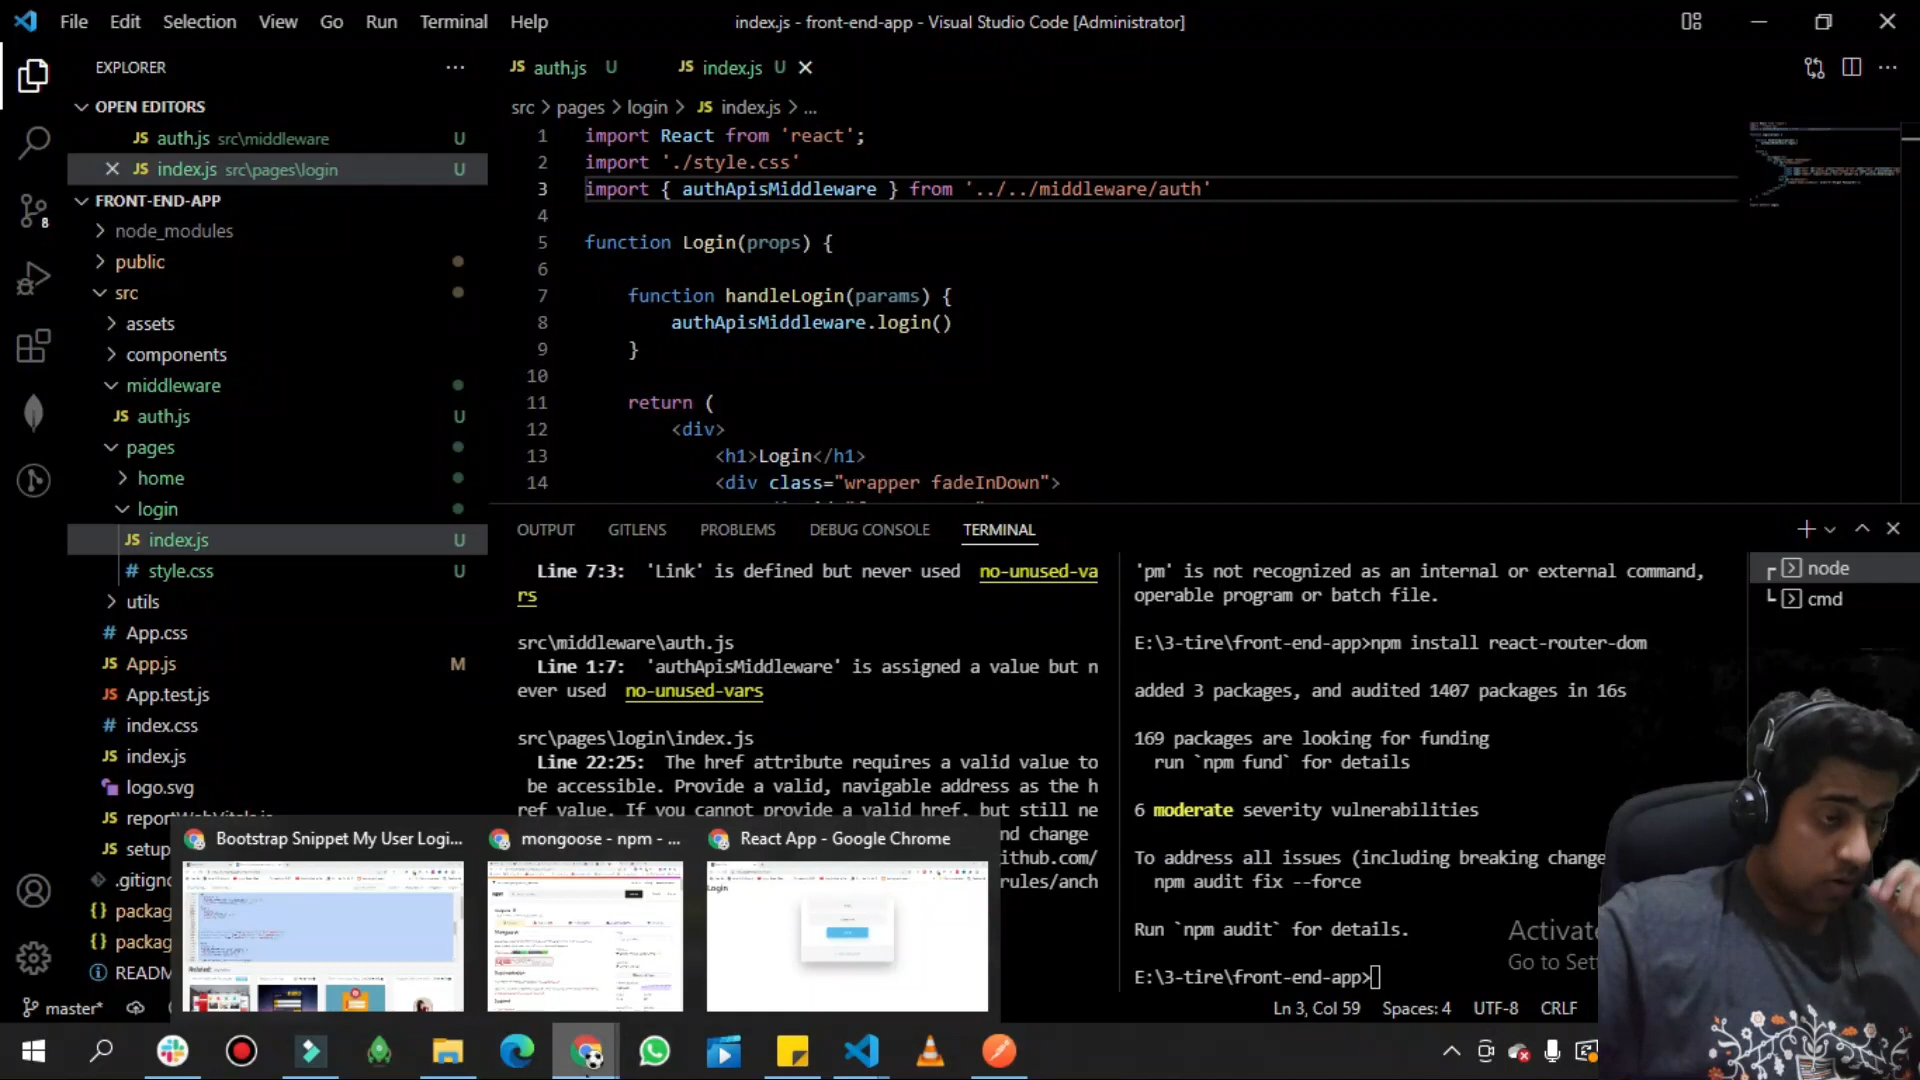 File Edit Selection View Go Run Terminal Help
index.js - front-end-app - Visual Studio Code [Administrator]
EXPLORER
OPEN EDITORS
JS auth.js src\middleware U
JS index.js src\pages\login U
FRONT-END-APP
node_modules
public
src
assets
components
middleware
JS auth.js U
pages
home
login
JS index.js U
# style.css U
utils
# App.css
JS App.js M
JS App.test.js
# index.css
JS index.js
logo.svg
JS setup
.gitign
{} packag
{} packag
README
JS auth.js U
JS index.js U
src > pages > login > JS index.js > ...
1 import React from 'react';
2 import './style.css'
3 import { authApisMiddleware } from '../../middleware/auth'
4
5 function Login(props) {
6
7 function handleLogin(params) {
8 authApisMiddleware.login()
9 }
10
11 return (
12 <div>
13 <h1>Login</h1>
14 <div class="wrapper fadeInDown">
OUTPUT GITLENS PROBLEMS DEBUG CONSOLE TERMINAL
Line 7:3: 'Link' is defined but never used no-unused-va
rs
src\middleware\auth.js
Line 1:7: 'authApisMiddleware' is assigned a value but n
ever used no-unused-vars
src\pages\login\index.js
Line 22:25: The href attribute requires a valid value to
be accessible. Provide a valid, navigable address as the h
ref value. If you cannot provide a valid href, but still ne
nd change
ithub.com/
rules/anch
'pm' is not recognized as an internal or external command,
operable program or batch file.
E:\3-tire\front-end-app>npm install react-router-dom
added 3 packages, and audited 1407 packages in 16s
169 packages are looking for funding
run `npm fund` for details
6 moderate severity vulnerabilities
To address all issues (including breaking change
npm audit fix --force
Run `npm audit` for details.
E:\3-tire\front-end-app>
node
cmd
Activat
Go to Set
Bootstrap Snippet My User Logi...
mongoose - npm - ...
React App - Google Chrome
Login
master*
Ln 3, Col 59 Spaces: 4 UTF-8 CRLF
8